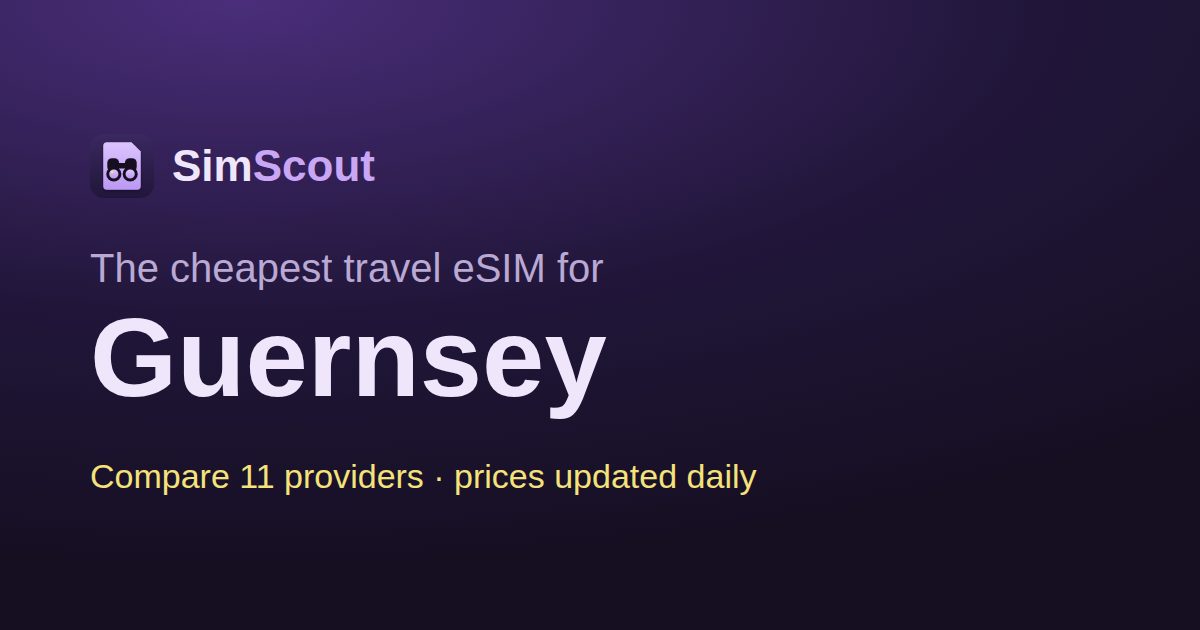 SimScout
The cheapest travel eSIM for
Guernsey
Compare 11 providers · prices updated daily